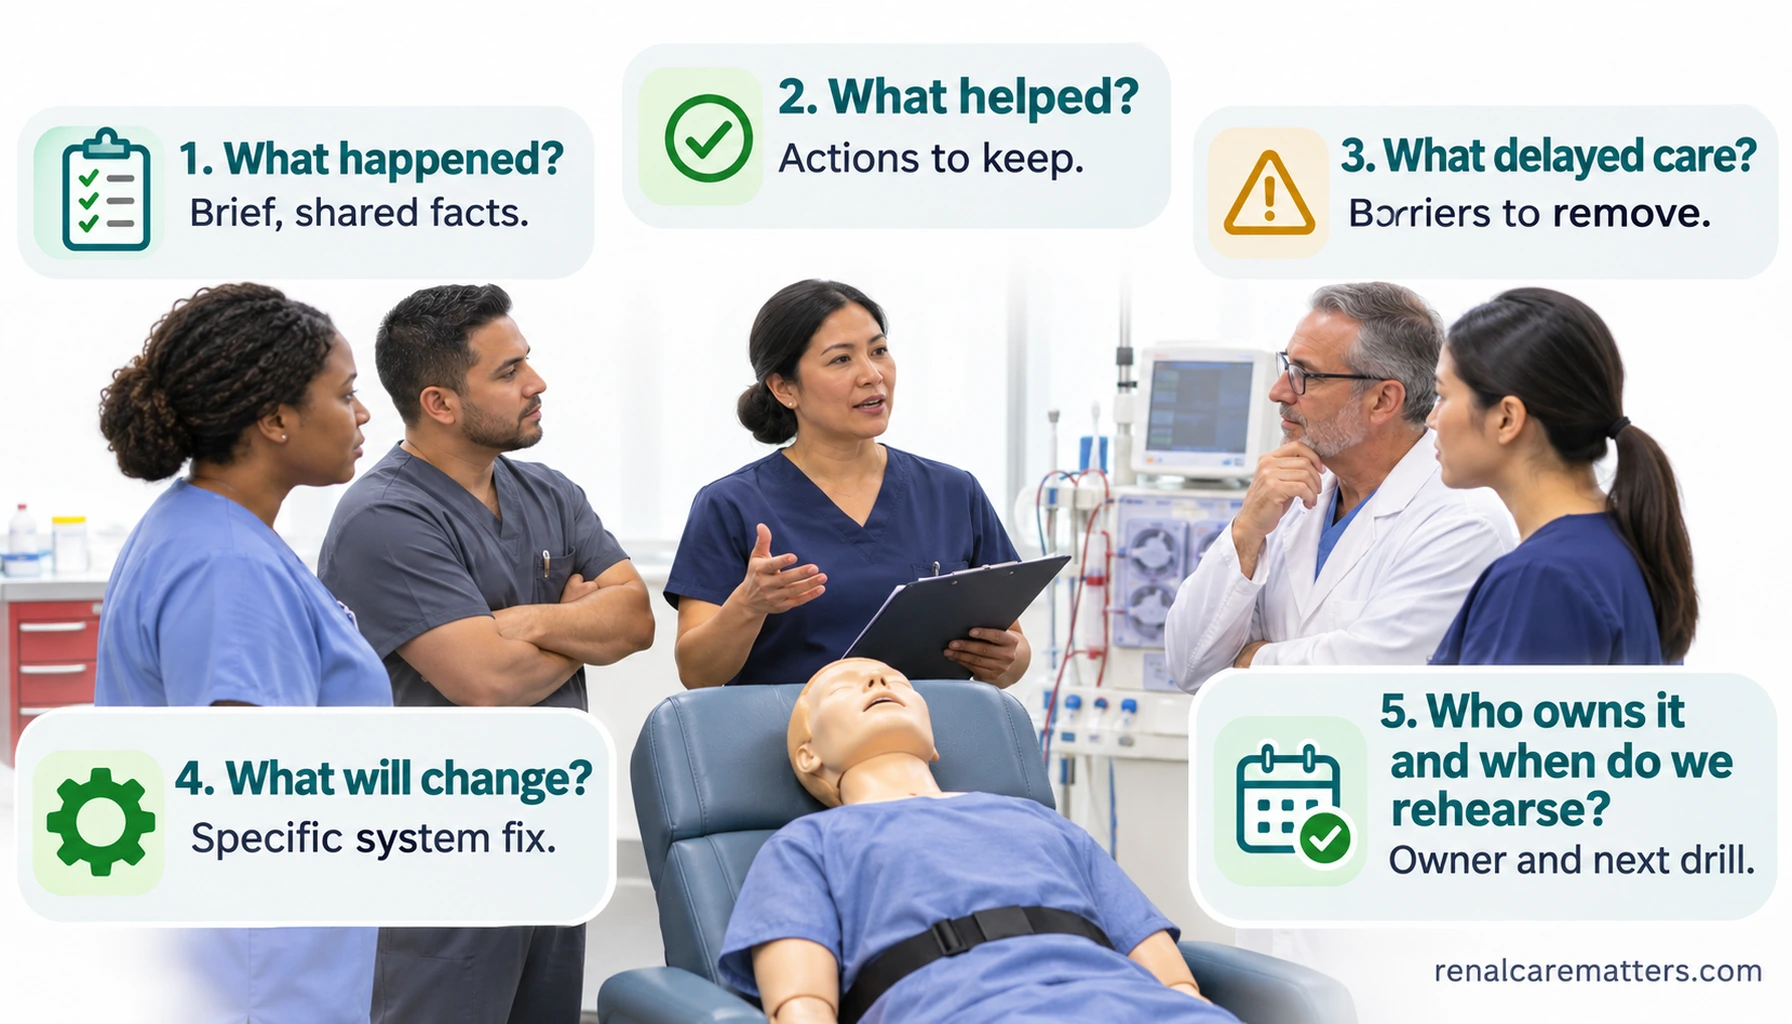 1. What happened?
Brief, shared facts.
2. What helped?
Actions to keep.
3. What delayed care?
Barriers to remove.
4. What will change?
Specific system fix.
5. Who owns it
and when do we
rehearse?
Owner and next drill.
renalcarematters.com